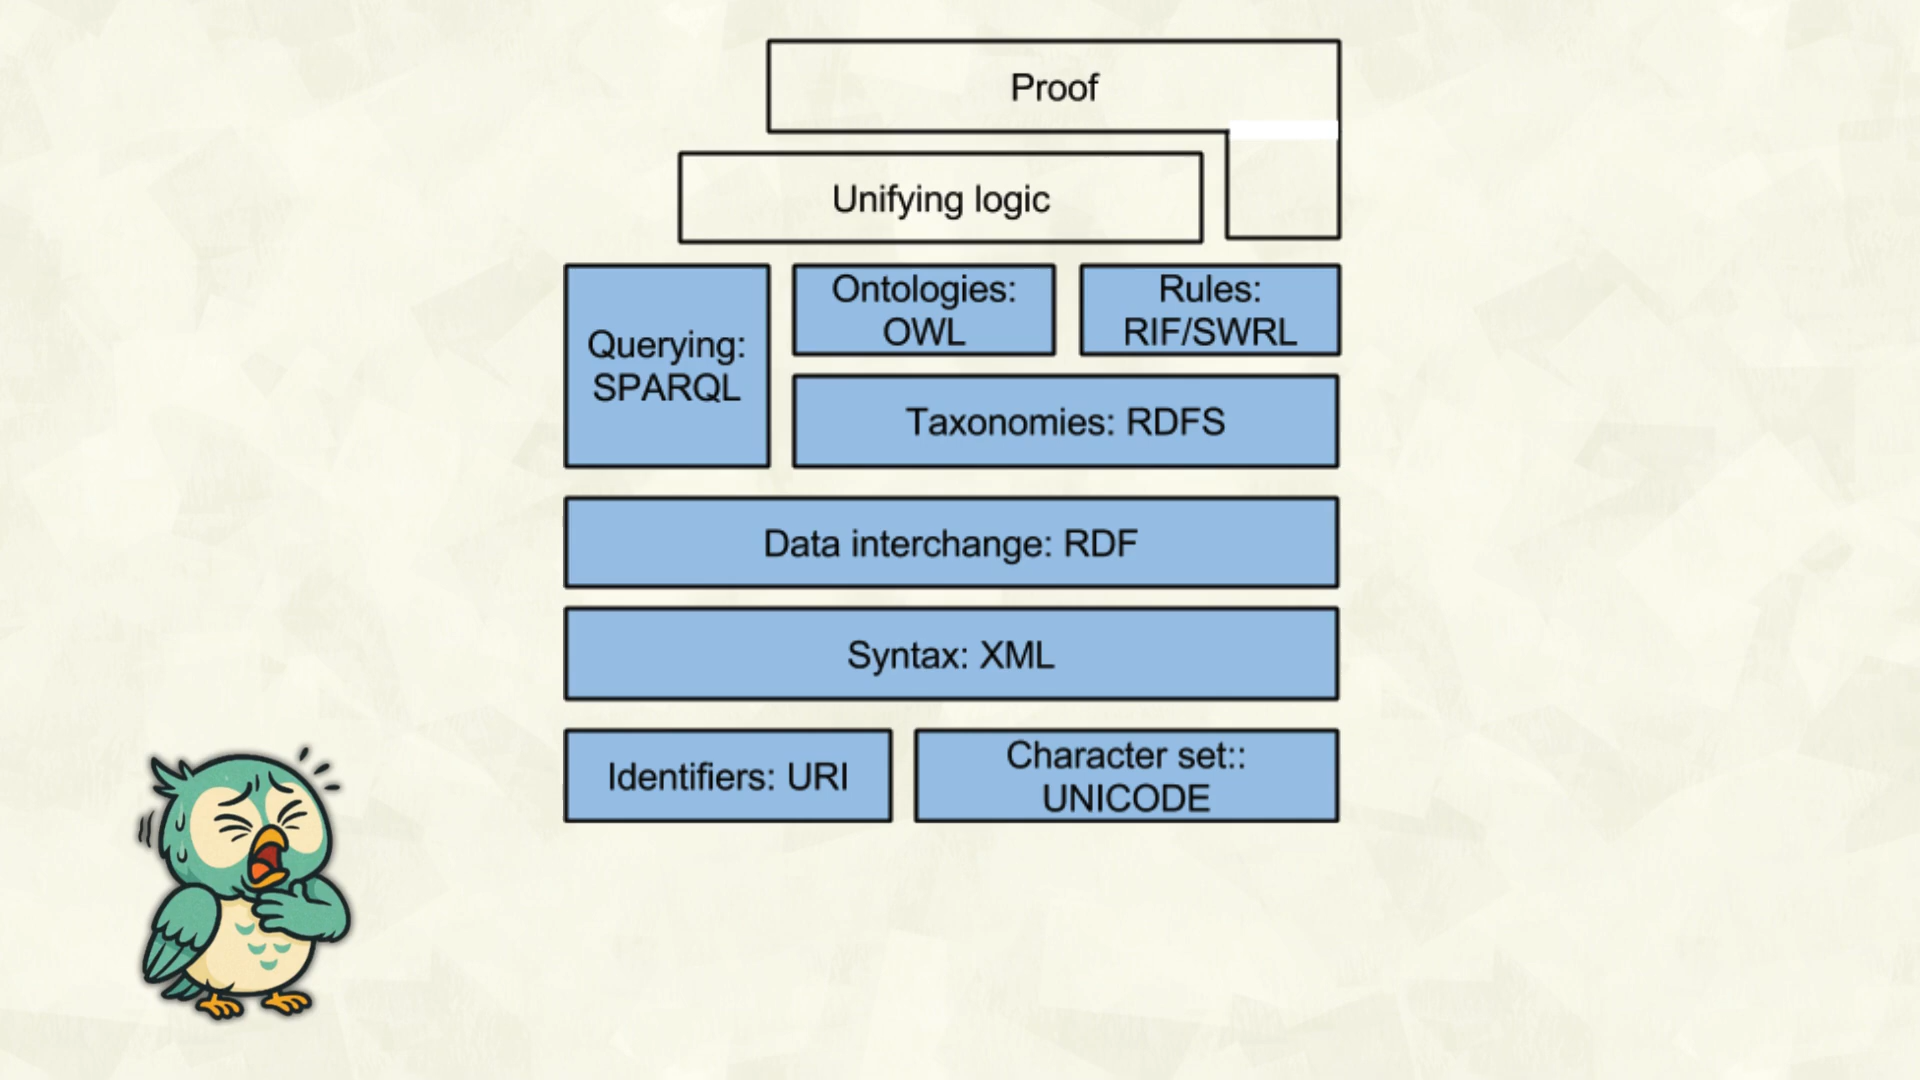 Proof
Unifying logic
Querying:
SPARQL
Ontologies:
OWL
Rules:
RIF/SWRL
Taxonomies: RDFS
Data interchange: RDF
Syntax: XML
Identifiers: URI
Character set::
UNICODE